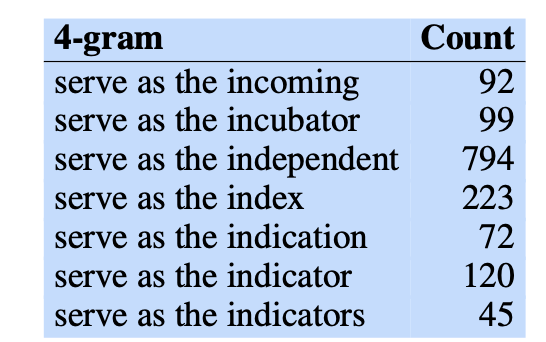 4-gram Count
serve as the incoming 92
serve as the incubator 99
serve as the independent 794
serve as the index 223
serve as the indication 72
serve as the indicator 120
serve as the indicators 45